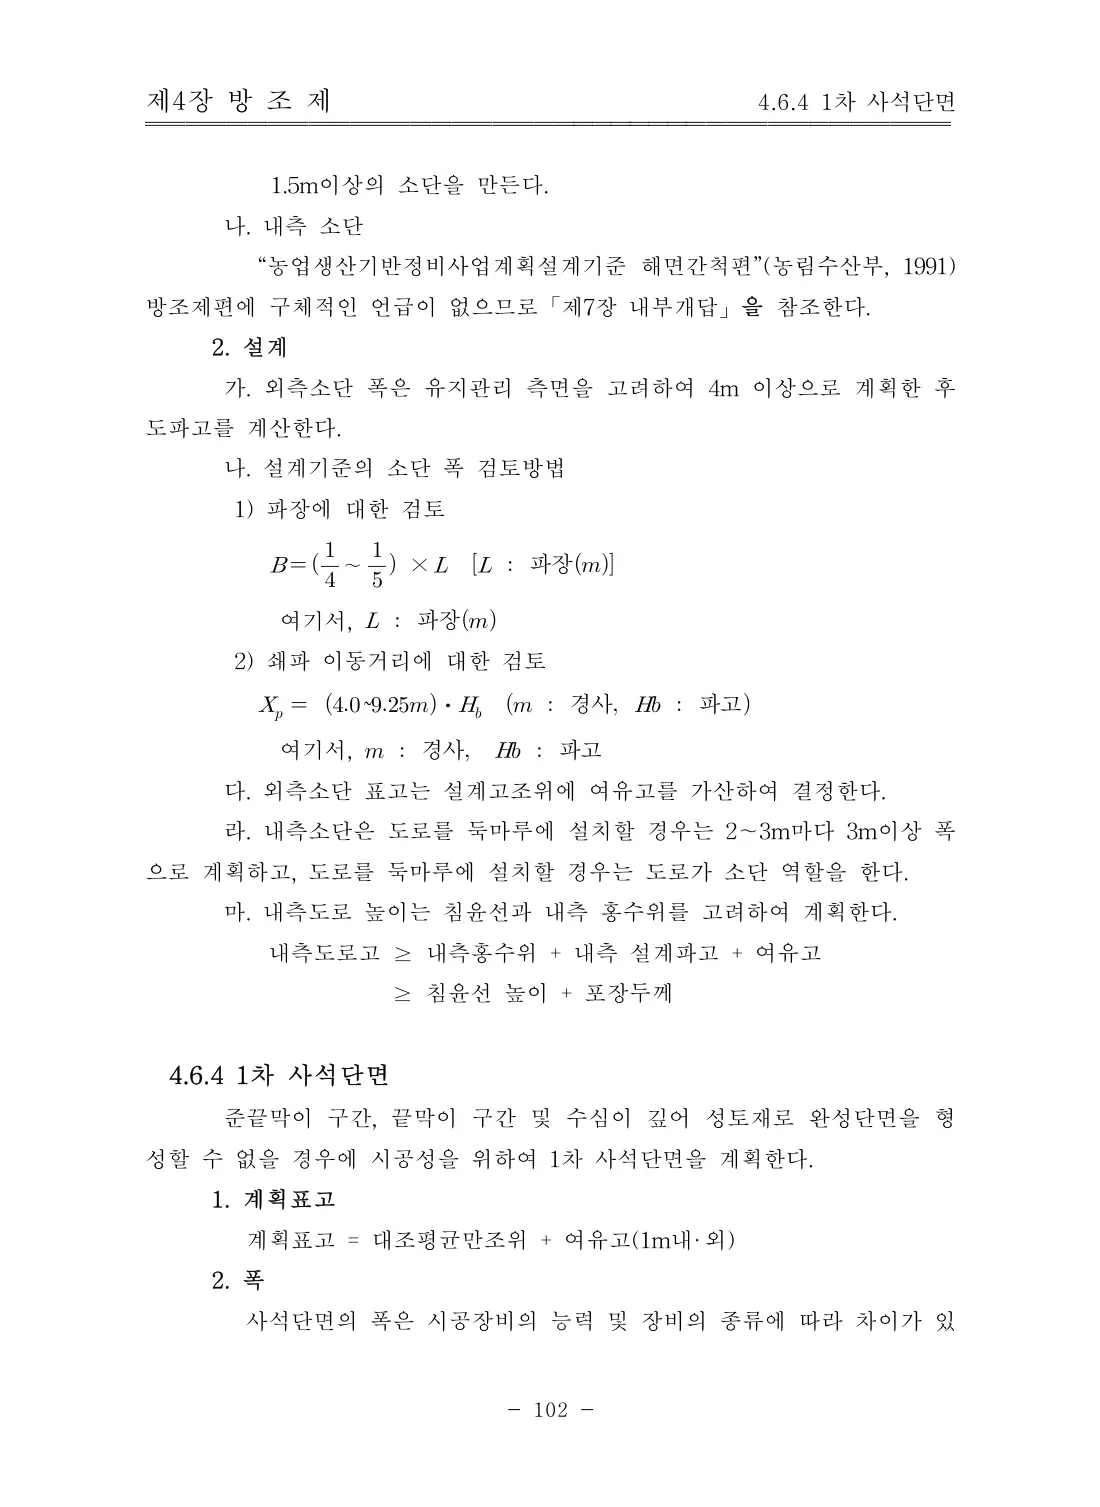 제4장 방 조 제
4.6.4 1차 사석단면
1.5m이상의 소단을 만든다.
나. 내측 소단
“농업생산기반정비사업계획설계기준 해면간척편”(농림수산부, 1991)
방조제편에 구체적인 언급이 없으므로「제7장 내부개답」을 참조한다.
2. 설계
가. 외측소단 폭은 유지관리 측면을 고려하여 4m 이상으로 계획한 후
도파고를 계산한다.
나. 설계기준의 소단 폭 검토방법
1) 파장에 대한 검토
B=(1/4 ~ 1/5) × L [L : 파장(m)]
여기서, L : 파장(m)
2) 쇄파 이동거리에 대한 검토
X_p = (4.0~9.25m)·H_b (m : 경사, Hb : 파고)
여기서, m : 경사, Hb : 파고
다. 외측소단 표고는 설계고조위에 여유고를 가산하여 결정한다.
라. 내측소단은 도로를 둑마루에 설치할 경우는 2∼3m마다 3m이상 폭
으로 계획하고, 도로를 둑마루에 설치할 경우는 도로가 소단 역할을 한다.
마. 내측도로 높이는 침윤선과 내측 홍수위를 고려하여 계획한다.
내측도로고 ≥ 내측홍수위 + 내측 설계파고 + 여유고
≥ 침윤선 높이 + 포장두께
4.6.4 1차 사석단면
준끝막이 구간, 끝막이 구간 및 수심이 깊어 성토재로 완성단면을 형
성할 수 없을 경우에 시공성을 위하여 1차 사석단면을 계획한다.
1. 계획표고
계획표고 = 대조평균만조위 + 여유고(1m내·외)
2. 폭
사석단면의 폭은 시공장비의 능력 및 장비의 종류에 따라 차이가 있
- 102 -